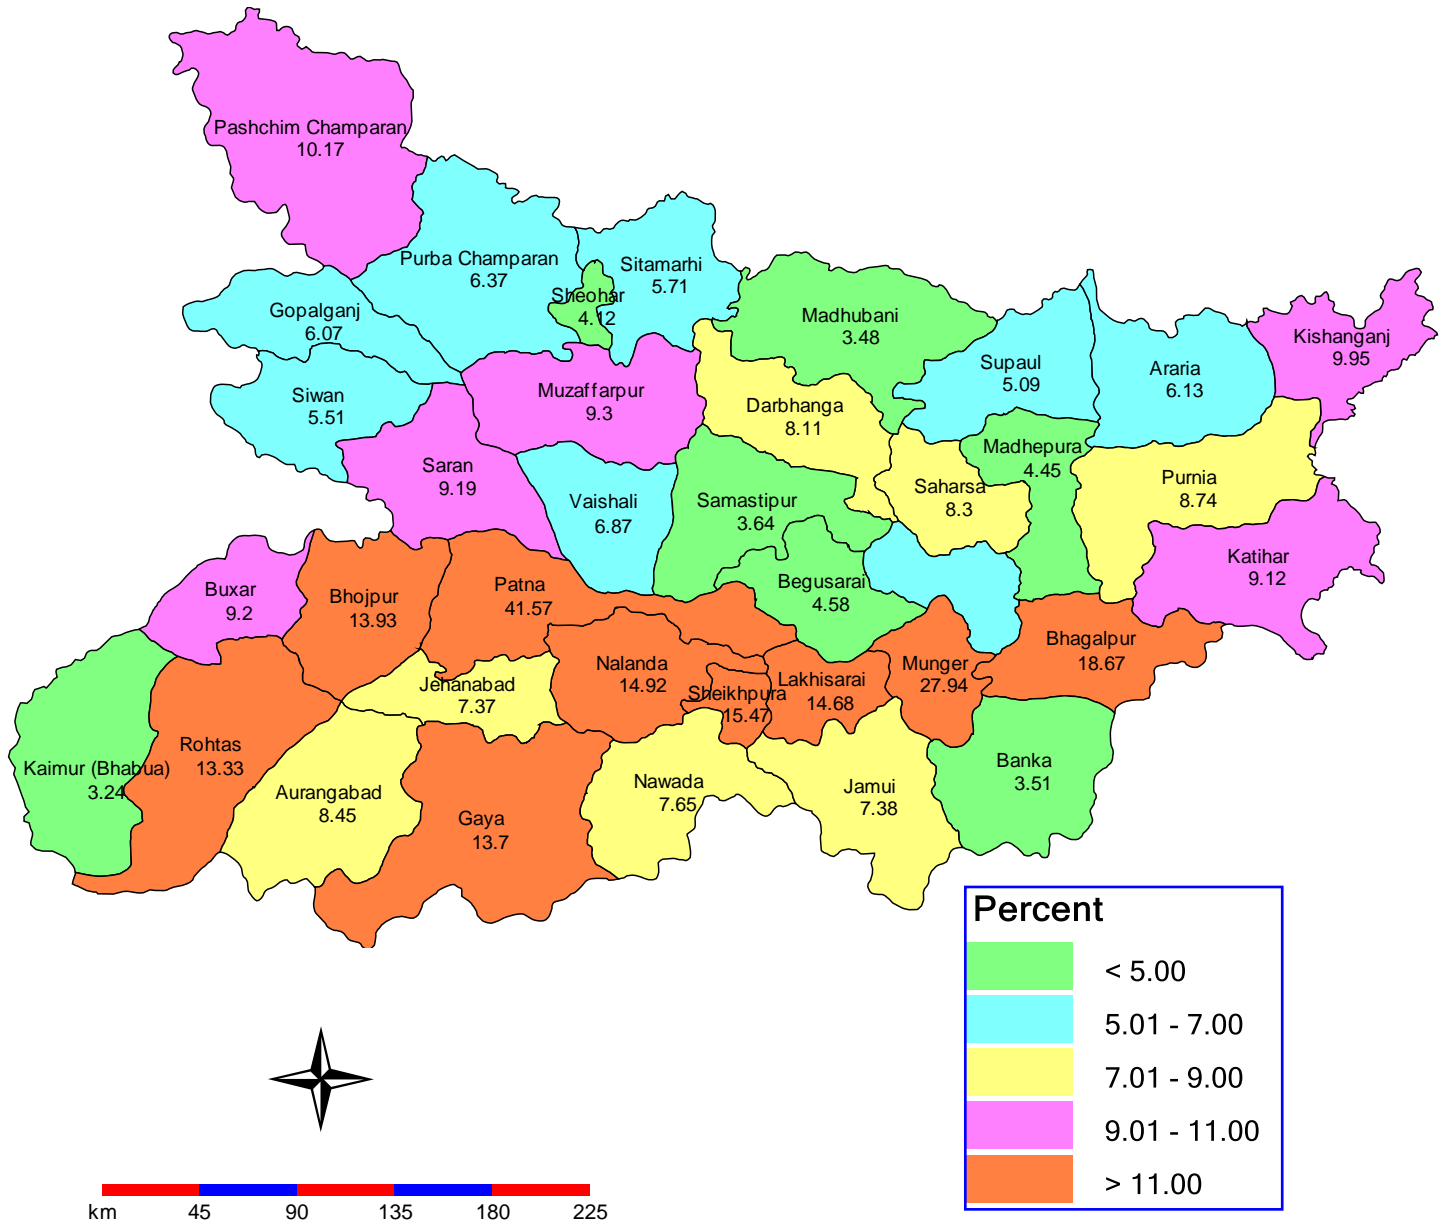 Pashchim Champaran
10.17
Purba Champaran
6.37
Sitamarhi
5.71
Sheohar
4.12
Gopalganj
6.07
Madhubani
3.48
Kishanganj
9.95
Supaul
5.09
Araria
6.13
Siwan
5.51
Muzaffarpur
9.3
Darbhanga
8.11
Madhepura
4.45
Saran
9.19
Vaishali
6.87
Samastipur
3.64
Saharsa
8.3
Purnia
8.74
Katihar
9.12
Buxar
9.2
Bhojpur
13.93
Patna
41.57
Begusarai
4.58
Bhagalpur
18.67
Nalanda
14.92
Munger
27.94
Lakhisarai
14.68
Sheikhpura
15.47
Jehanabad
7.37
Rohtas
13.33
Kaimur (Bhabua)
3.24
Aurangabad
8.45
Gaya
13.7
Nawada
7.65
Jamui
7.38
Banka
3.51
Percent
< 5.00
5.01 - 7.00
7.01 - 9.00
9.01 - 11.00
> 11.00
km 45 90 135 180 225